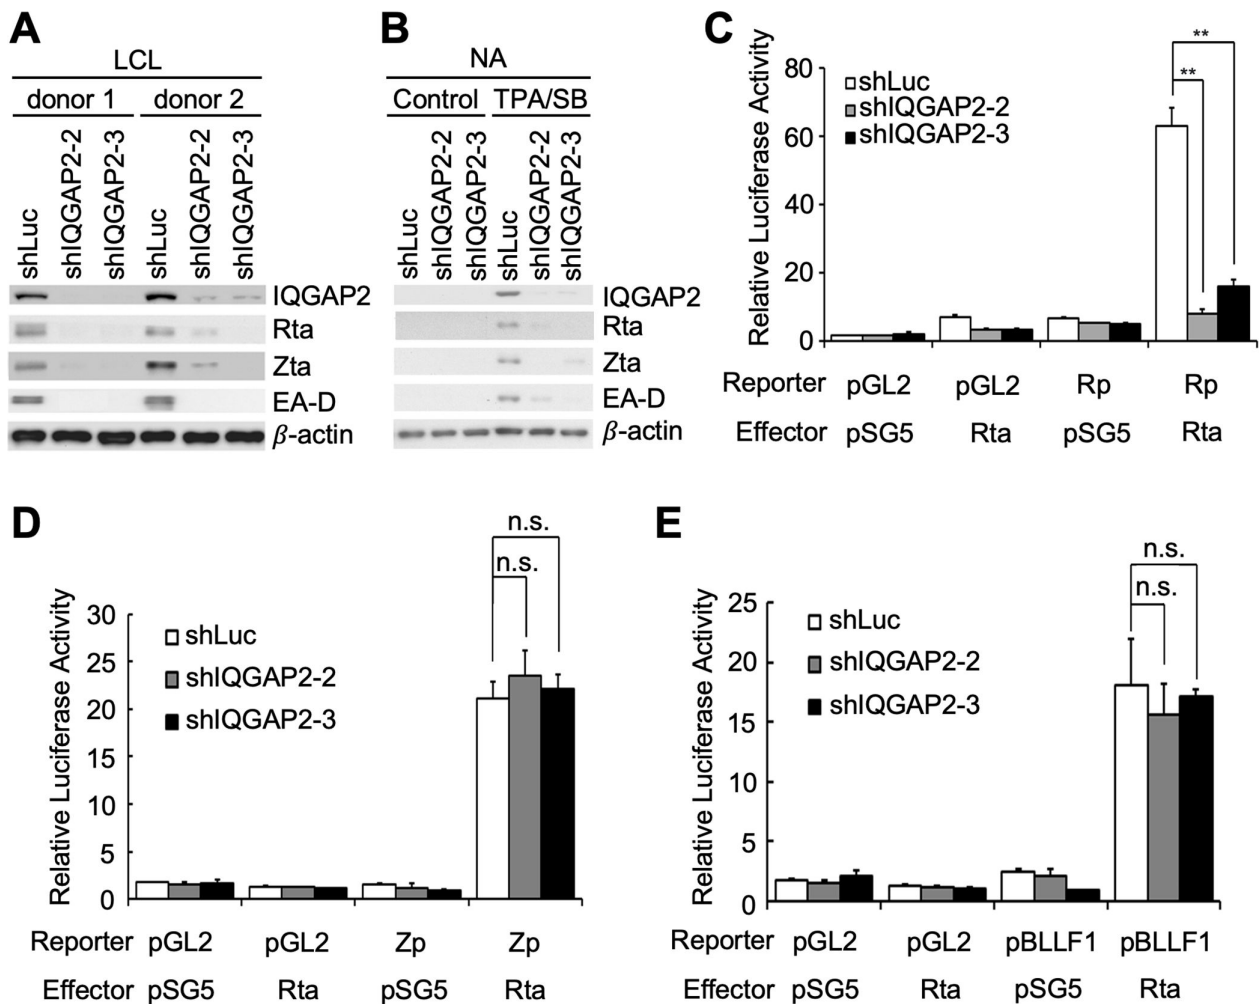 A
LCL
donor 1 donor 2
shLuc
shIQGAP2-2
shIQGAP2-3
shLuc
shIQGAP2-2
shIQGAP2-3
IQGAP2
Rta
Zta
EA-D
β-actin
B
NA
Control TPA/SB
shLuc
shIQGAP2-2
shIQGAP2-3
shLuc
shIQGAP2-2
shIQGAP2-3
IQGAP2
Rta
Zta
EA-D
β-actin
C
Relative Luciferase Activity
80
60
40
20
0
shLuc
shIQGAP2-2
shIQGAP2-3
**
**
Reporter pGL2 pGL2 Rp Rp
Effector pSG5 Rta pSG5 Rta
D
Relative Luciferase Activity
30
25
20
15
10
5
0
shLuc
shIQGAP2-2
shIQGAP2-3
n.s.
n.s.
Reporter pGL2 pGL2 Zp Zp
Effector pSG5 Rta pSG5 Rta
E
Relative Luciferase Activity
25
20
15
10
5
0
shLuc
shIQGAP2-2
shIQGAP2-3
n.s.
n.s.
Reporter pGL2 pGL2 pBLLF1 pBLLF1
Effector pSG5 Rta pSG5 Rta